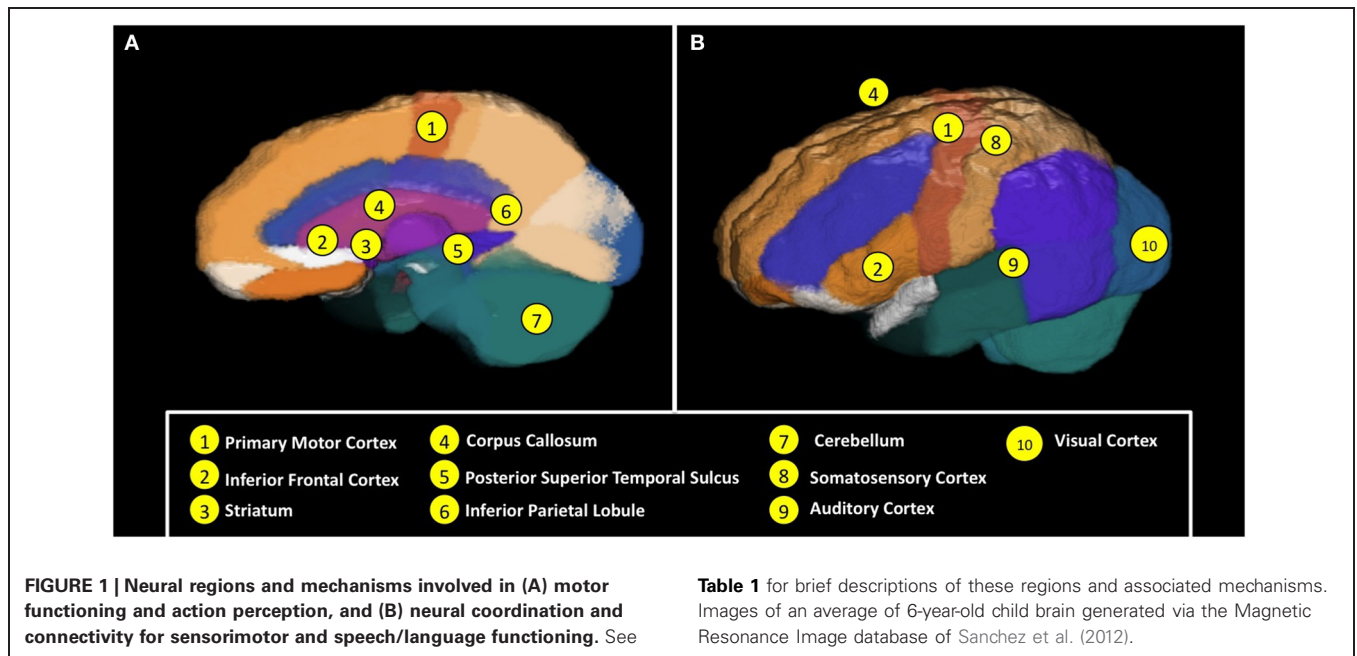 A
B
1
4
6
2
3
5
7
4
1
8
2
9
10
1 Primary Motor Cortex
2 Inferior Frontal Cortex
3 Striatum
4 Corpus Callosum
5 Posterior Superior Temporal Sulcus
6 Inferior Parietal Lobule
7 Cerebellum
8 Somatosensory Cortex
9 Auditory Cortex
10 Visual Cortex
FIGURE 1 | Neural regions and mechanisms involved in (A) motor
functioning and action perception, and (B) neural coordination and
connectivity for sensorimotor and speech/language functioning. See
Table 1 for brief descriptions of these regions and associated mechanisms.
Images of an average of 6-year-old child brain generated via the Magnetic
Resonance Image database of Sanchez et al. (2012).